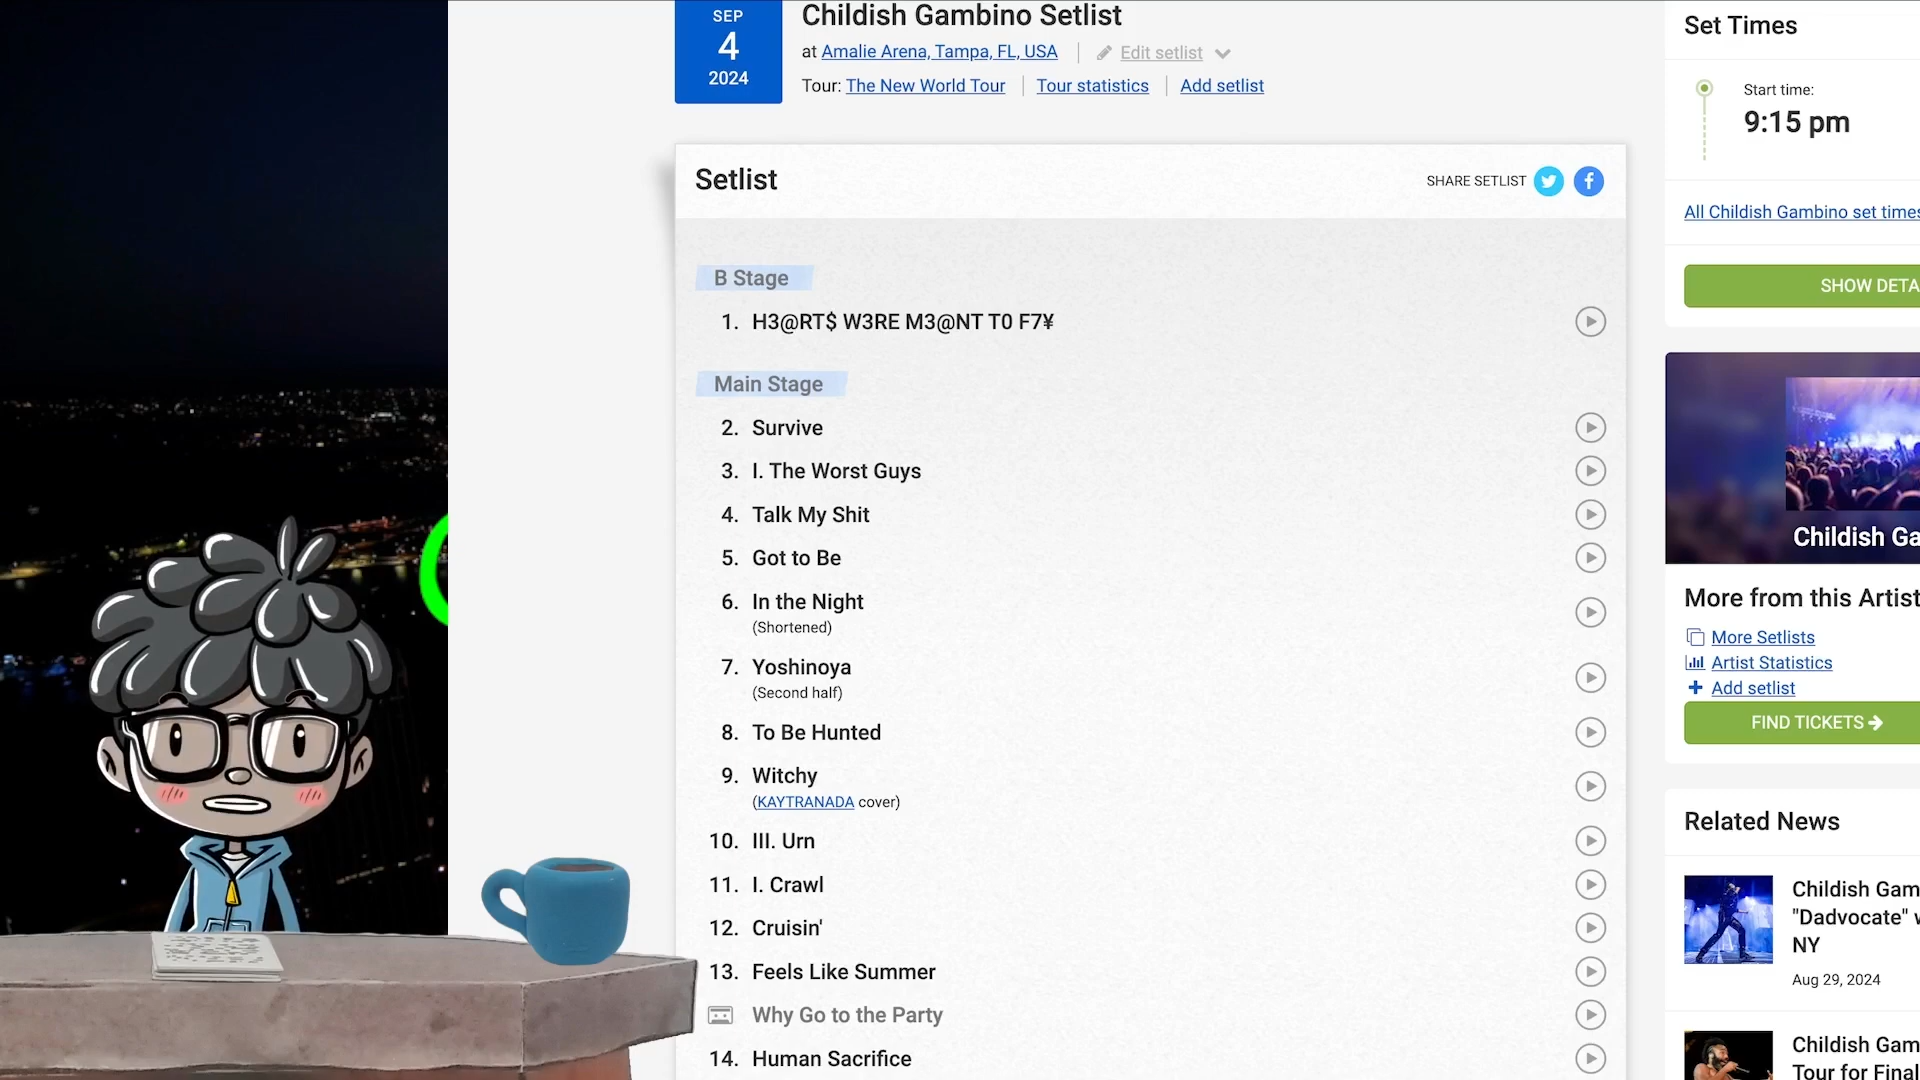 SEP
4
2024
Childish Gambino Setlist
at Amalie Arena, Tampa, FL, USA
Edit setlist
Tour: The New World Tour
Tour statistics
Add setlist
Setlist
SHARE SETLIST
B Stage
1. H3@RT$ W3RE M3@NT T0 F7¥
Main Stage
2. Survive
3. I. The Worst Guys
4. Talk My Shit
5. Got to Be
6. In the Night
(Shortened)
7. Yoshinoya
(Second half)
8. To Be Hunted
9. Witchy
(KAYTRANADA cover)
10. III. Urn
11. I. Crawl
12. Cruisin'
13. Feels Like Summer
Why Go to the Party
14. Human Sacrifice
Set Times
Start time:
9:15 pm
All Childish Gambino set times
SHOW DETA
Childish Ga
More from this Artist
More Setlists
Artist Statistics
Add setlist
FIND TICKETS
Related News
Childish Gam
"Dadvocate" w
NY
Aug 29, 2024
Childish Gam
Tour for Final